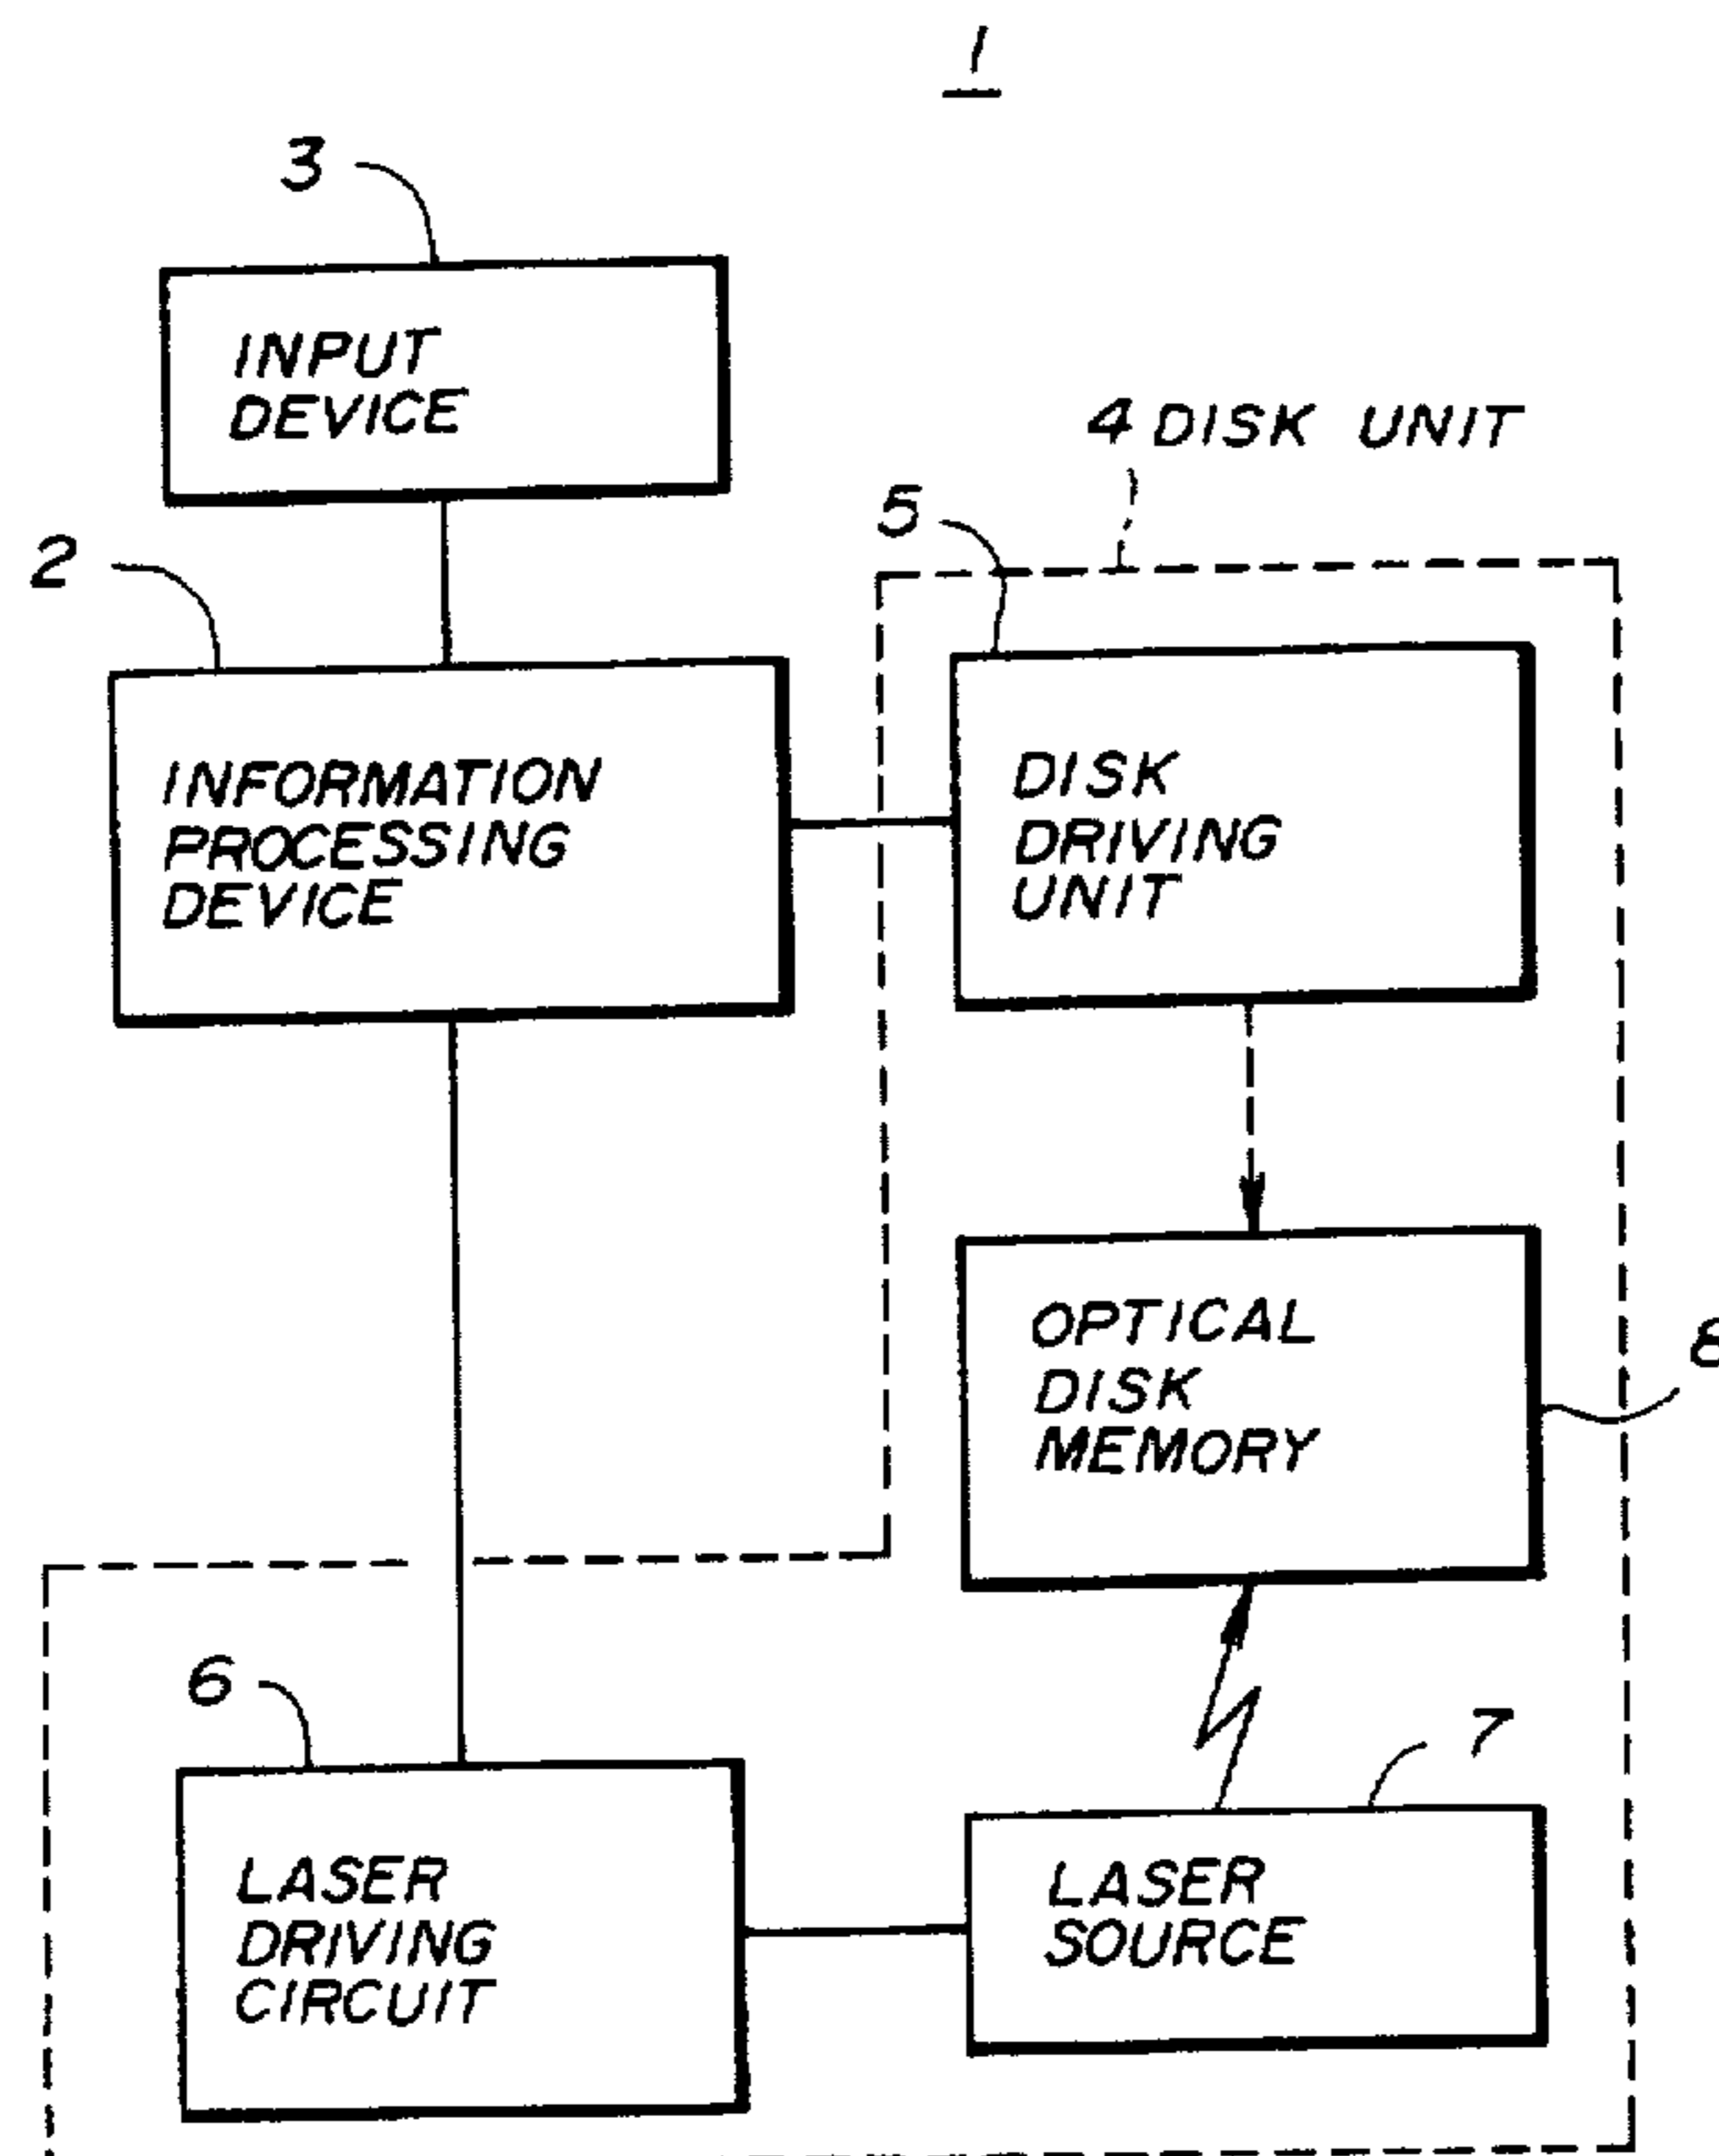 1
3
INPUT
DEVICE
4 DISK UNIT
5
2
INFORMATION
PROCESSING
DEVICE
DISK
DRIVING
UNIT
OPTICAL
DISK
MEMORY
8
6
7
LASER
DRIVING
CIRCUIT
LASER
SOURCE